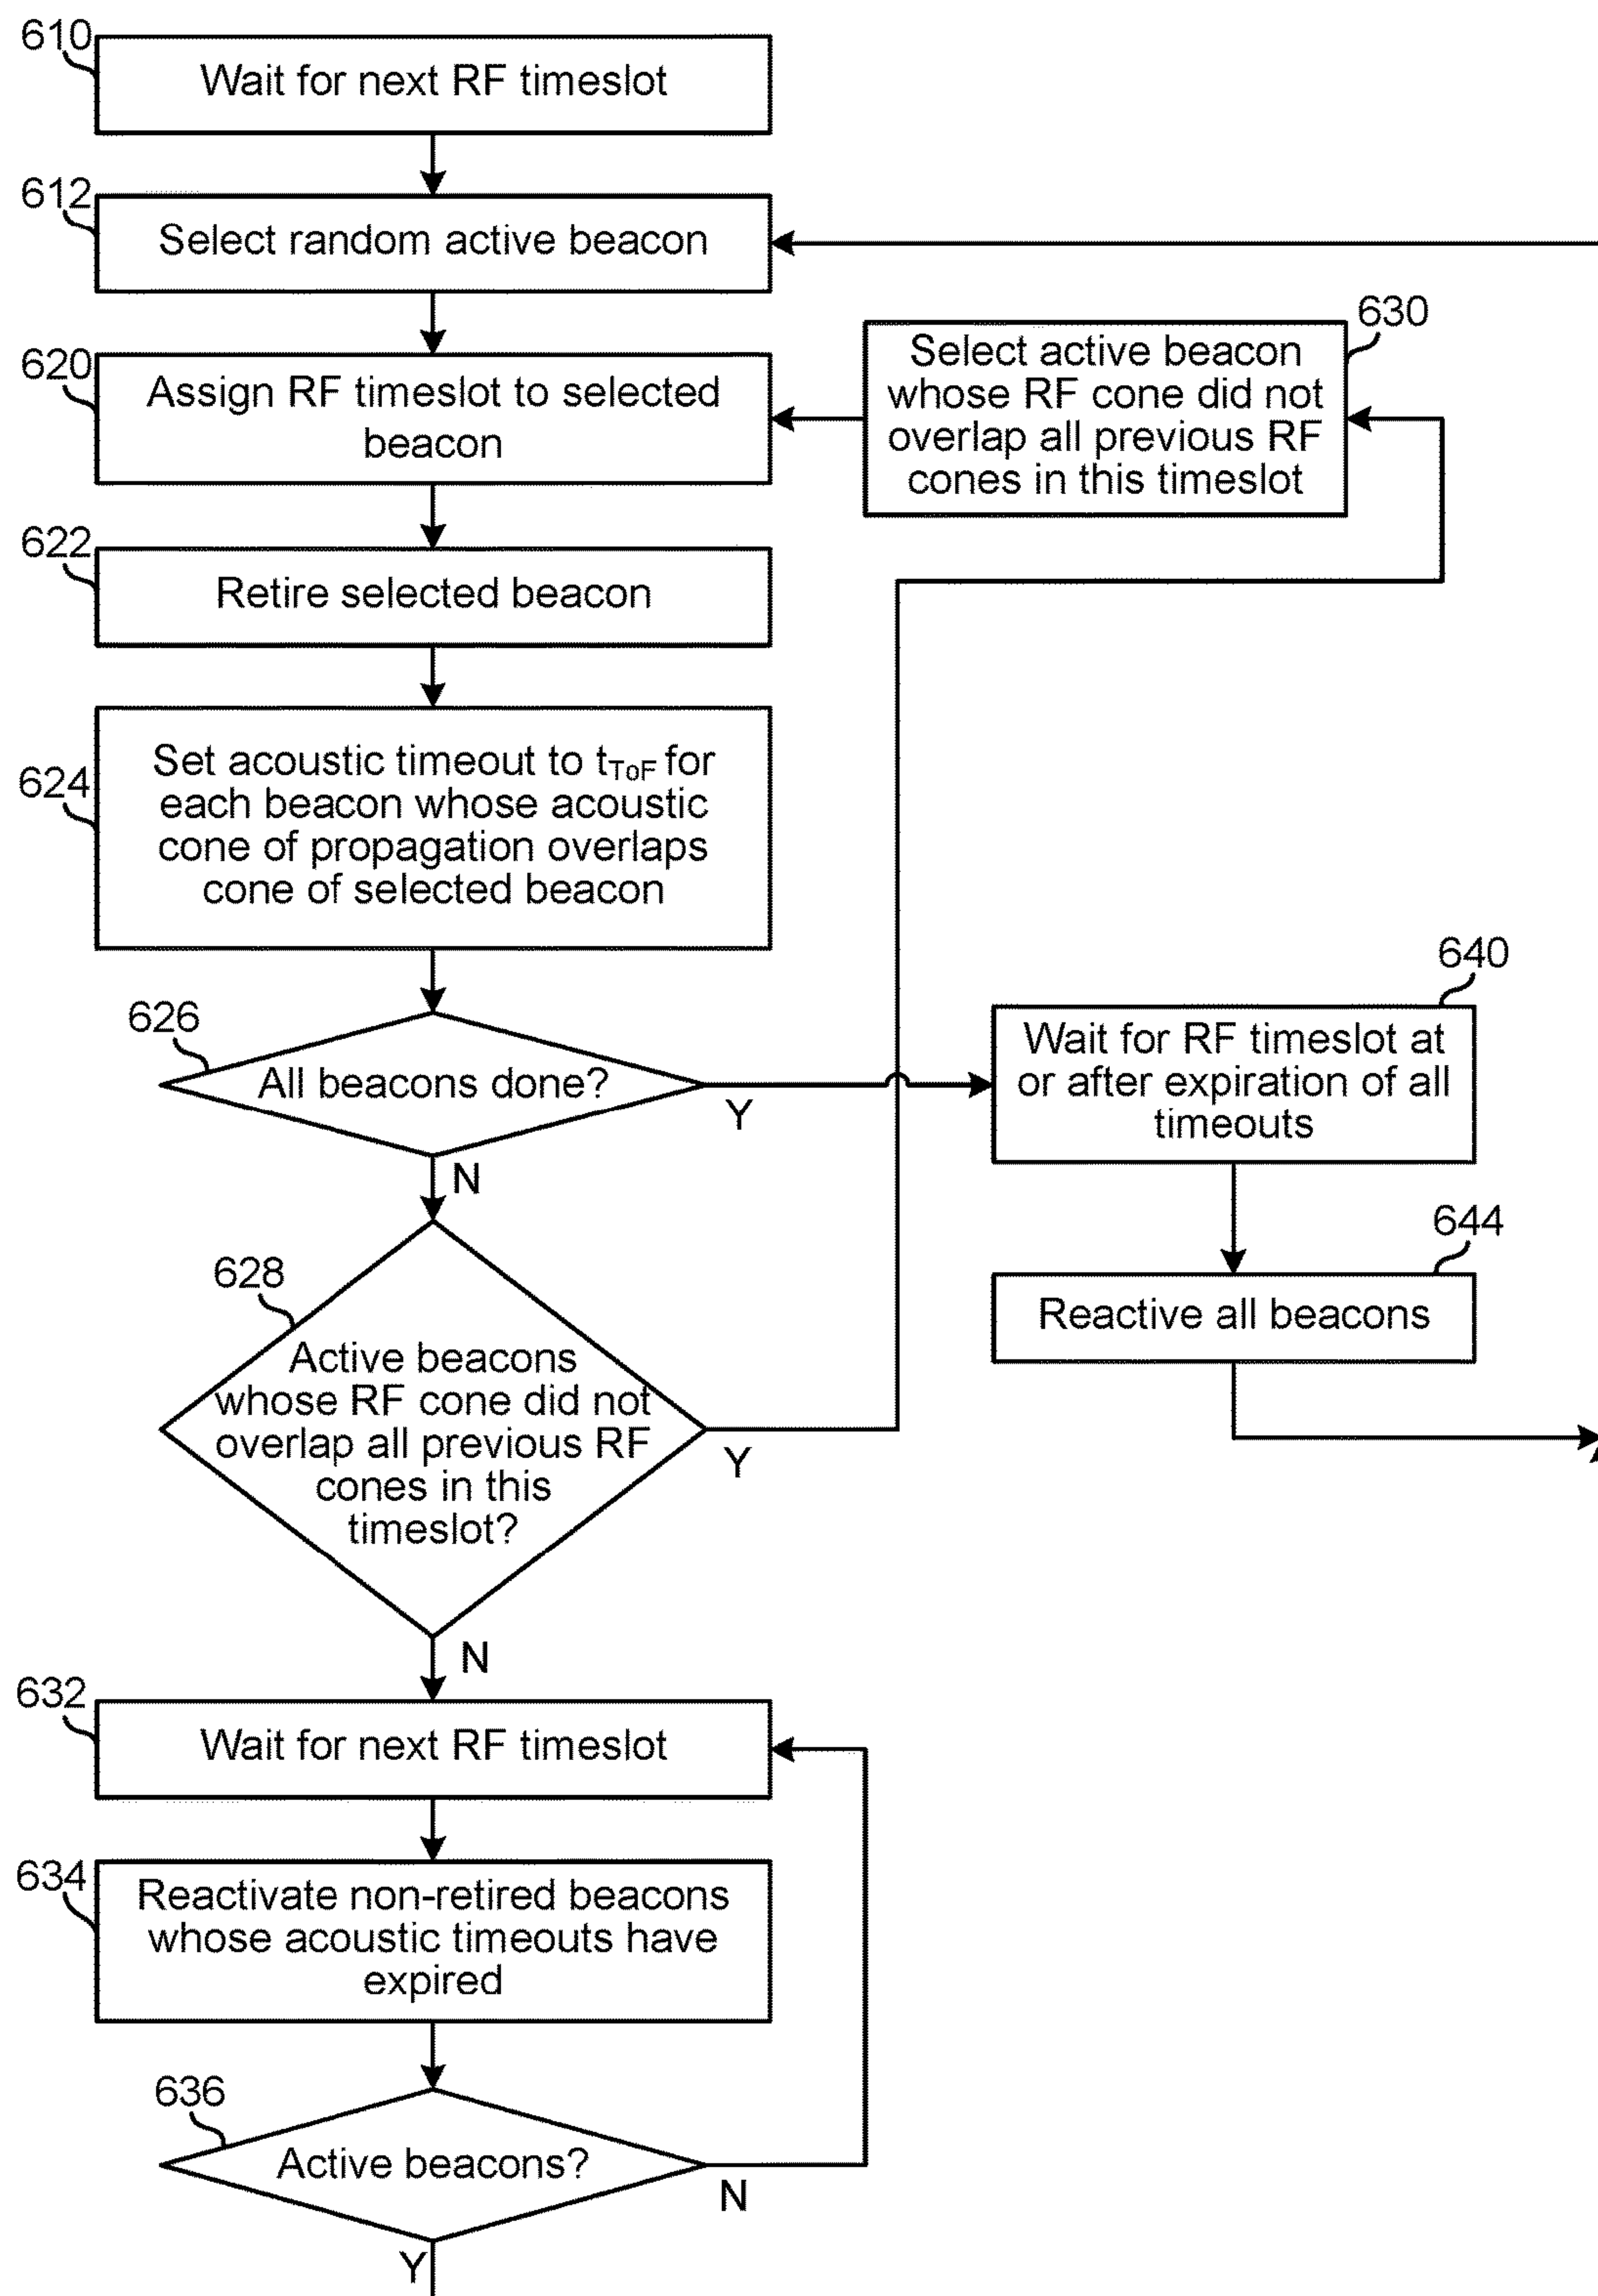 610
Wait for next RF timeslot
612
Select random active beacon
620
Assign RF timeslot to selected
beacon
630
Select active beacon
whose RF cone did not
overlap all previous RF
cones in this timeslot
622
Retire selected beacon
624
Set acoustic timeout to tToF for
each beacon whose acoustic
cone of propagation overlaps
cone of selected beacon
626
All beacons done?
Y
N
640
Wait for RF timeslot at
or after expiration of all
timeouts
644
Reactive all beacons
628
Active beacons
whose RF cone did not
overlap all previous RF
cones in this
timeslot?
Y
N
632
Wait for next RF timeslot
634
Reactivate non-retired beacons
whose acoustic timeouts have
expired
636
Active beacons?
N
Y